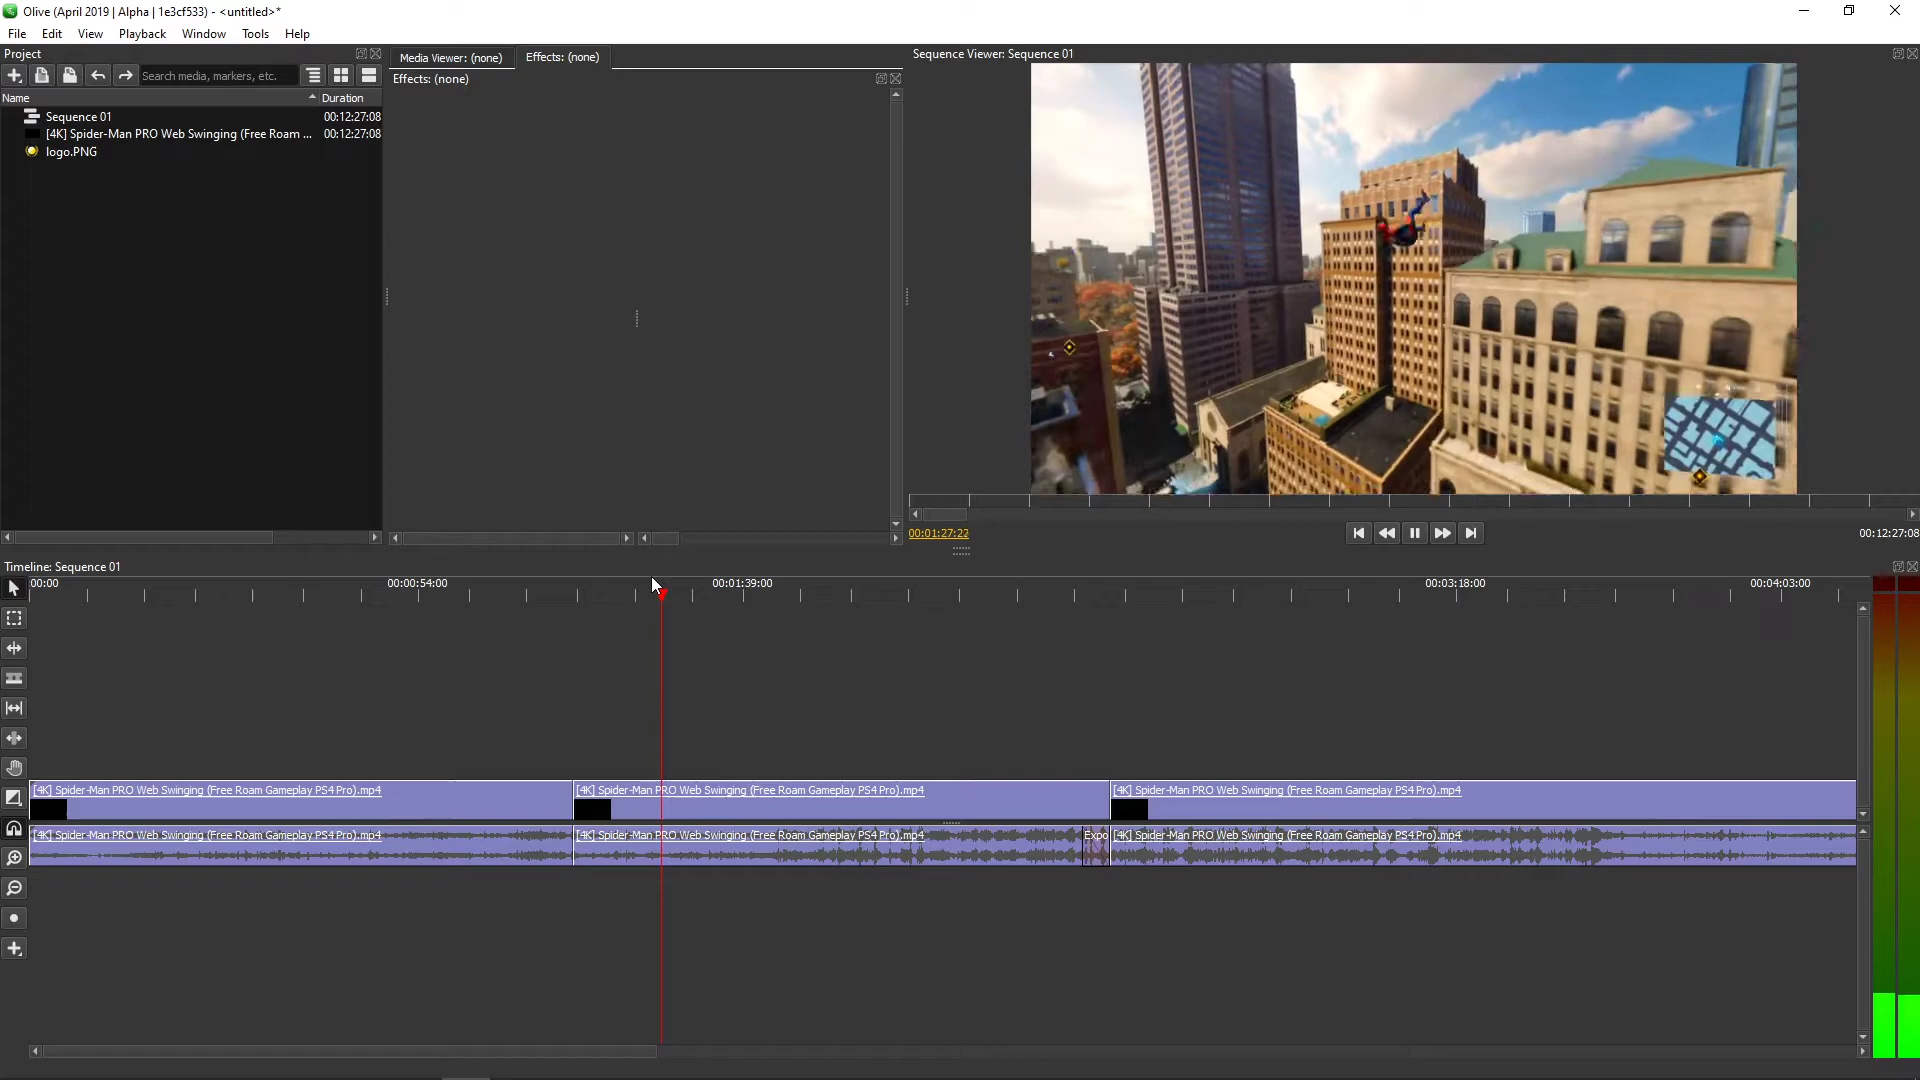 Olive (April 2019 | Alpha | 1e3cf533) - <untitled>*
File Edit View Playback Window Tools Help
Project
Search media, markers, etc.
Name Duration
Sequence 01 00:12:27:08
[4K] Spider-Man PRO Web Swinging (Free Roam ... 00:12:27:08
logo.PNG
Media Viewer: (none) Effects: (none)
Effects: (none)
Sequence Viewer: Sequence 01
00:01:27:22 00:12:27:08
Timeline: Sequence 01
00:00 00:00:54:00 00:01:39:00 00:03:18:00 00:04:03:00
[4K] Spider-Man PRO Web Swinging (Free Roam Gameplay PS4 Pro).mp4 [4K] Spider-Man PRO Web Swinging (Free Roam Gameplay PS4 Pro).mp4 [4K] Spider-Man PRO Web Swinging (Free Roam Gameplay PS4 Pro).mp4
[4K] Spider-Man PRO Web Swinging (Free Roam Gameplay PS4 Pro).mp4 [4K] Spider-Man PRO Web Swinging (Free Roam Gameplay PS4 Pro).mp4 Expo [4K] Spider-Man PRO Web Swinging (Free Roam Gameplay PS4 Pro).mp4